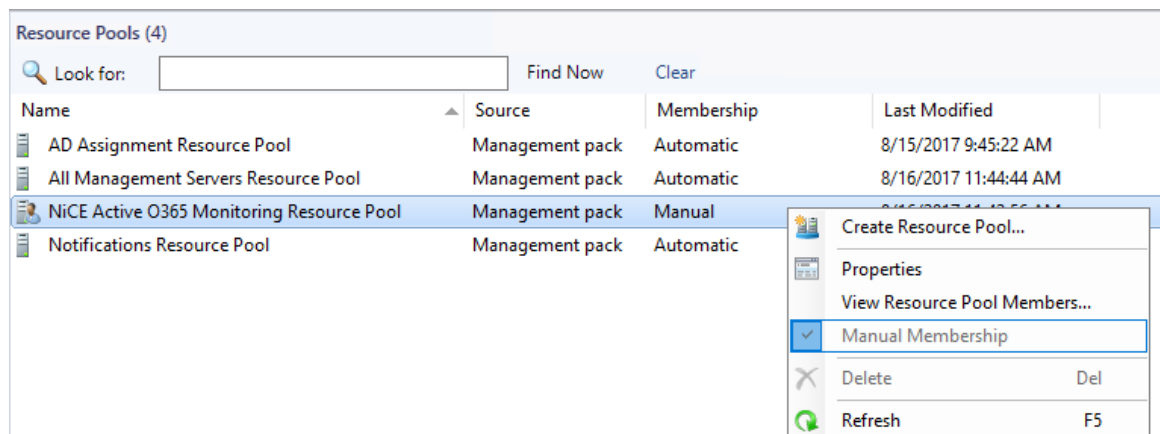 Resource Pools (4)
Look for: Find Now Clear
Name Source Membership Last Modified
AD Assignment Resource Pool Management pack Automatic 8/15/2017 9:45:22 AM
All Management Servers Resource Pool Management pack Automatic 8/16/2017 11:44:44 AM
NiCE Active O365 Monitoring Resource Pool Management pack Manual
Notifications Resource Pool Management pack Automatic
Create Resource Pool...
Properties
View Resource Pool Members...
Manual Membership
Delete Del
Refresh F5